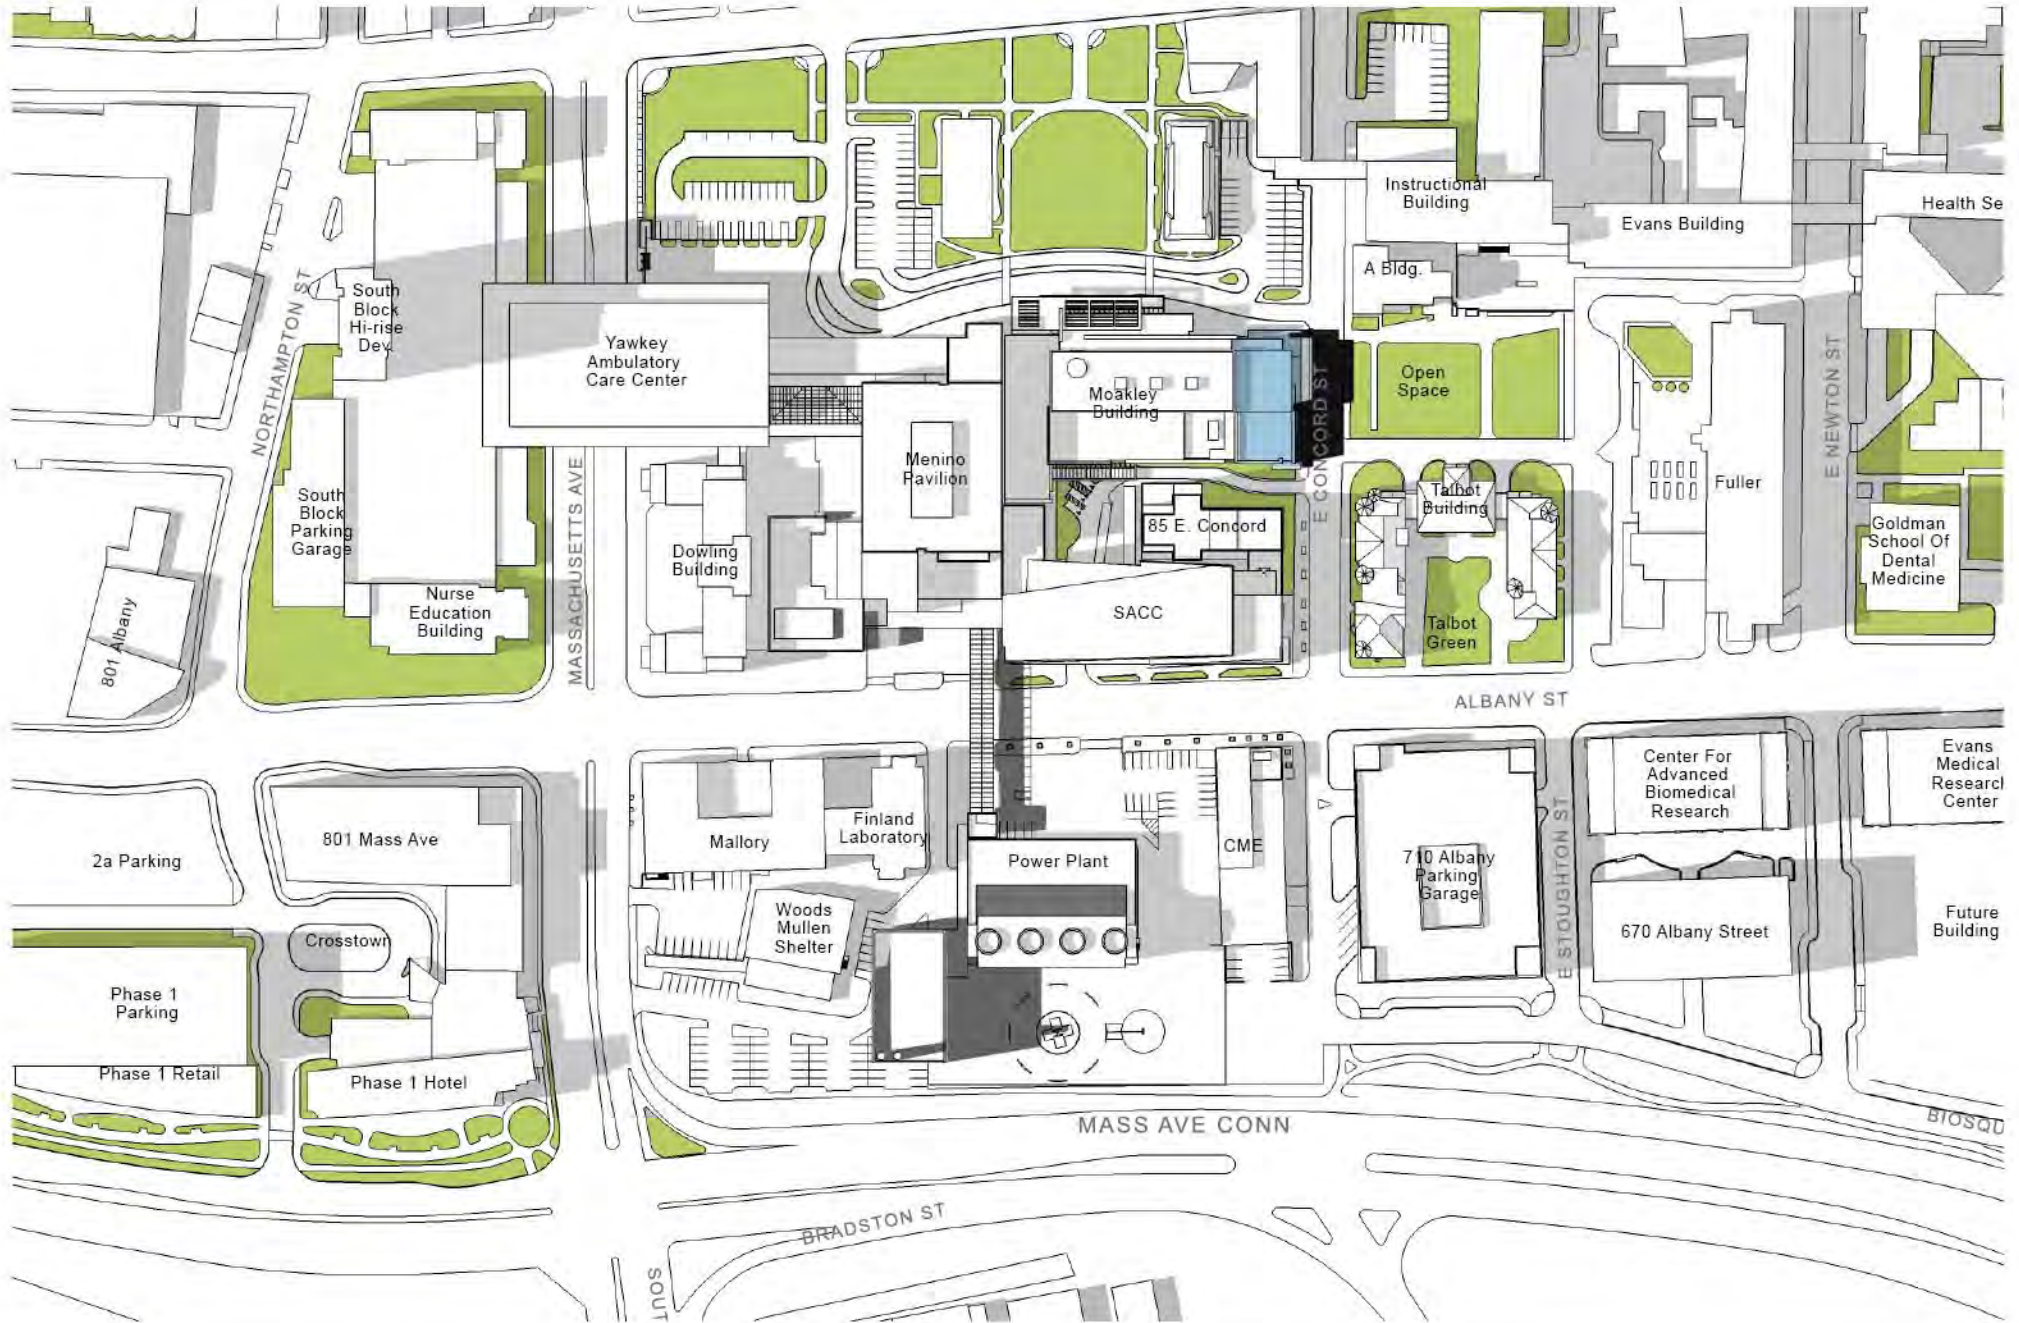 Instructional
Building
Evans Building
Health Se
A Bldg.
South
Block
Hi-rise
Dev.
NORTHAMPTON ST
Yawkey
Ambulatory
Care Center
Moakley
Building
E CONCORD ST
Open
Space
E NEWTON ST
Menino
Pavilion
Talbot
Building
Fuller
South
Block
Parking
Garage
MASSACHUSETTS AVE
Dowling
Building
85 E. Concord
Goldman
School Of
Dental
Medicine
Nurse
Education
Building
SACC
Talbot
Green
801 Albany
ALBANY ST
Center For
Advanced
Biomedical
Research
Evans
Medical
Research
Center
2a Parking
801 Mass Ave
Mallory
Finland
Laboratory
Power Plant
CME
710 Albany
Parking
Garage
E STOUGHTON ST
Woods
Mullen
Shelter
Crosstown
670 Albany Street
Future
Building
Phase 1
Parking
Phase 1 Retail
Phase 1 Hotel
MASS AVE CONN
BIOSQU
BRADSTON ST
SOUT